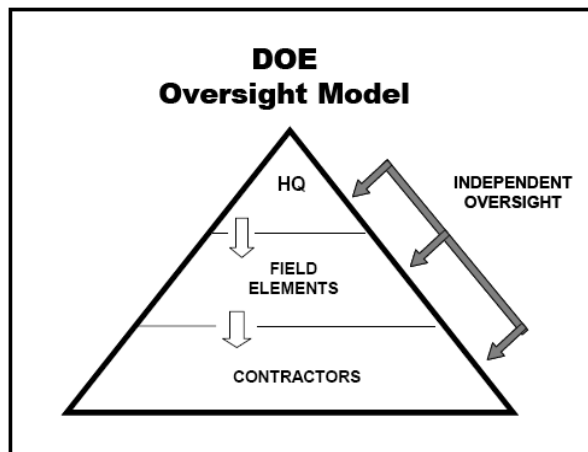 DOE
Oversight Model
HQ
INDEPENDENT
OVERSIGHT
FIELD
ELEMENTS
CONTRACTORS